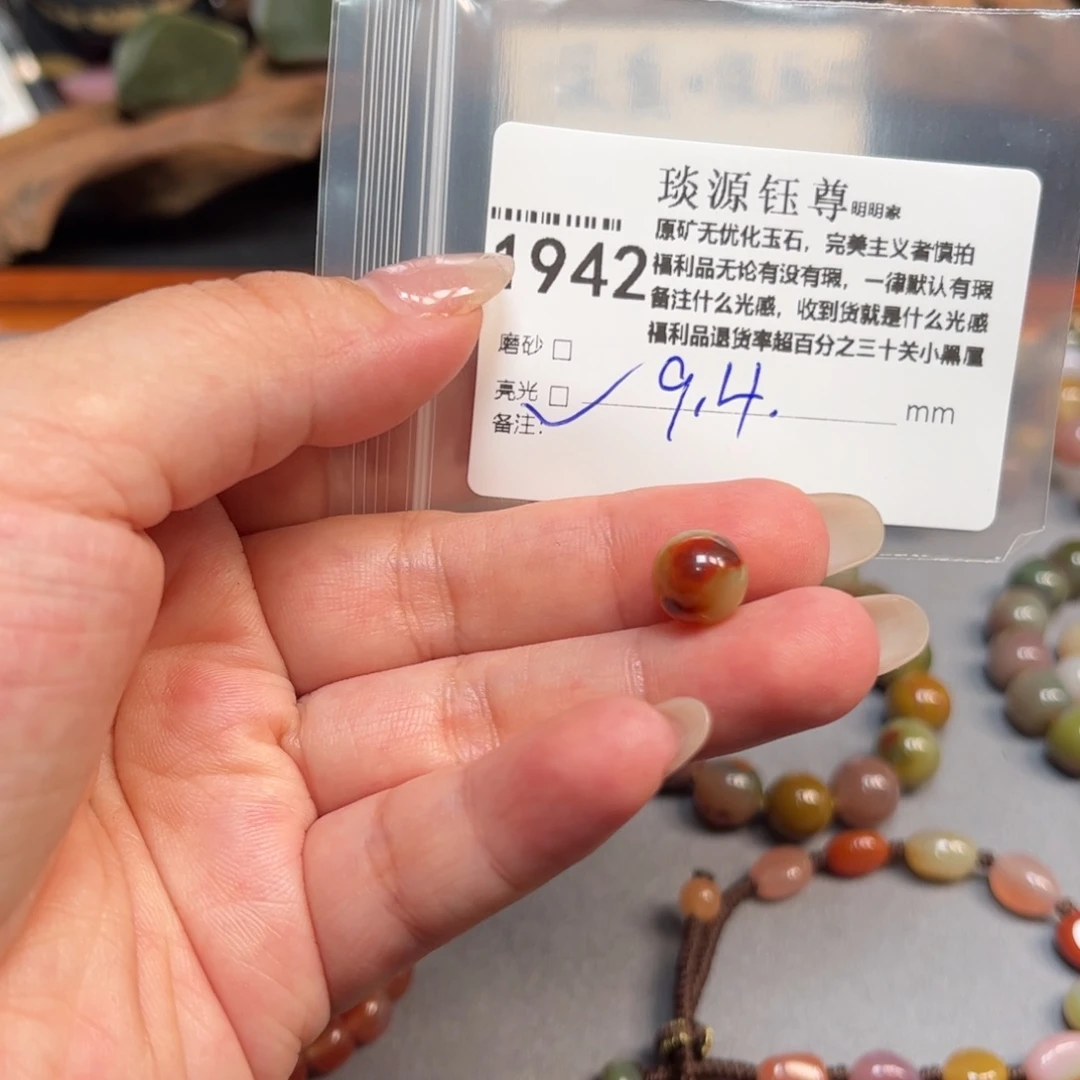 琰源钰尊明明家
原矿无优化玉石，完美主义者慎拍
1942
福利品无论有没有瑕，一律默认有瑕
备注什么光感，收到货就是什么光感
福利品退货率超百分之三十关小黑屋
磨砂□
亮光□ 9.4. mm
备注: